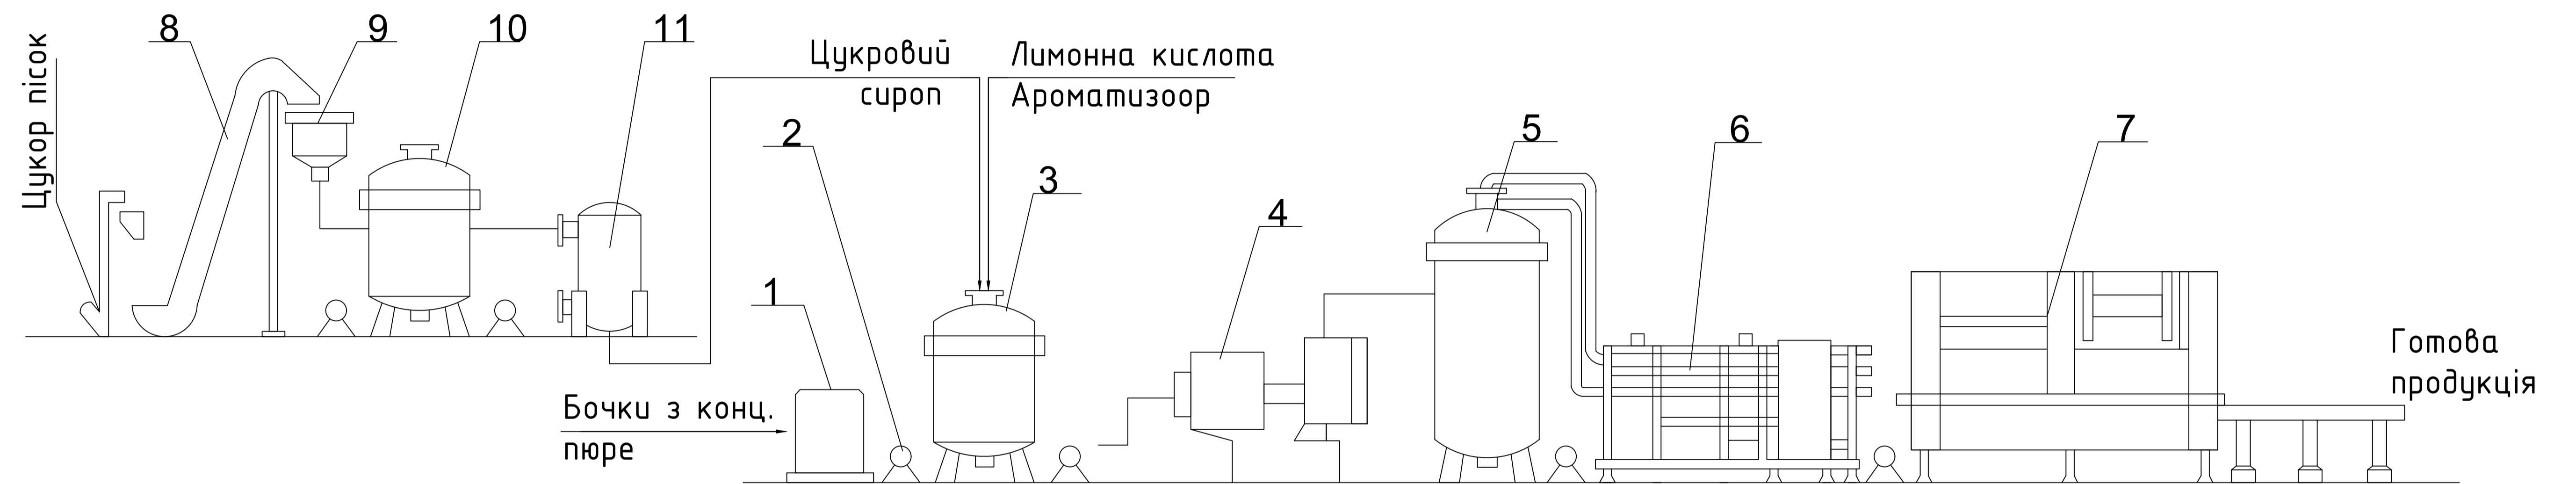 8
9
10
11
Цукор пісок
Цукровий
сироп
Лимонна кислота
Ароматизоор
2
3
4
5
6
7
1
Бочки з конц.
пюре
Готова
продукція